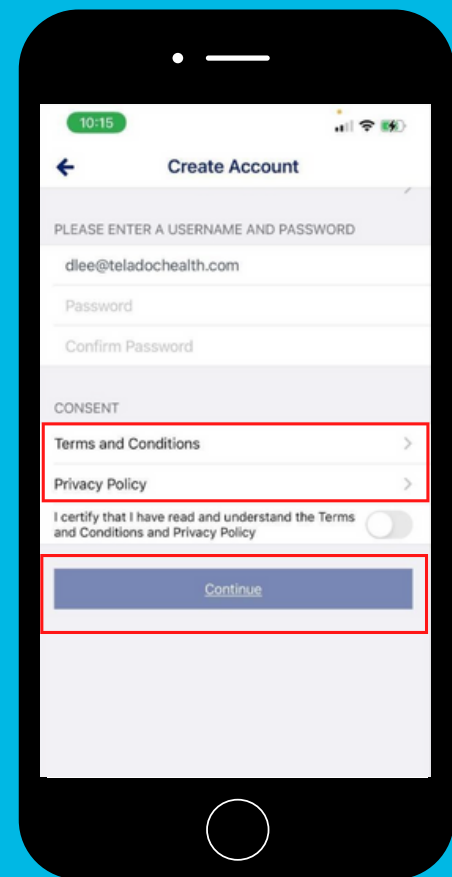 10:15
Create Account
PLEASE ENTER A USERNAME AND PASSWORD
dlee@teladochealth.com
Password
Confirm Password
CONSENT
Terms and Conditions
Privacy Policy
I certify that I have read and understand the Terms
and Conditions and Privacy Policy
Continue